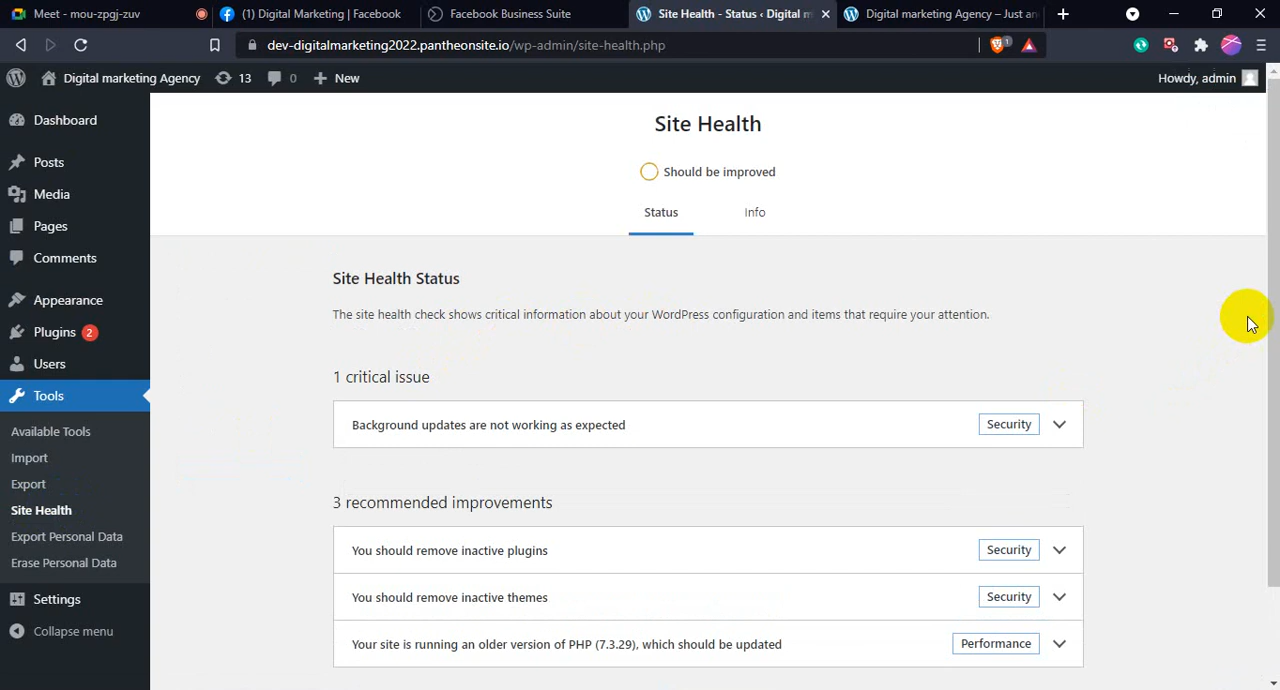 Meet - mou-zpgj-zuv
(1) Digital Marketing | Facebook
Facebook Business Suite
Site Health - Status ‹ Digital m
Digital marketing Agency – Just an
dev-digitalmarketing2022.pantheonsite.io/wp-admin/site-health.php
1
Digital marketing Agency
13
0
New
Howdy, admin
Dashboard
Posts
Media
Pages
Comments
Appearance
Plugins 2
Users
Tools
Available Tools
Import
Export
Site Health
Export Personal Data
Erase Personal Data
Settings
Collapse menu
Site Health
Should be improved
Status
Info
Site Health Status
The site health check shows critical information about your WordPress configuration and items that require your attention.
1 critical issue
Background updates are not working as expected
Security
3 recommended improvements
You should remove inactive plugins
Security
You should remove inactive themes
Security
Your site is running an older version of PHP (7.3.29), which should be updated
Performance